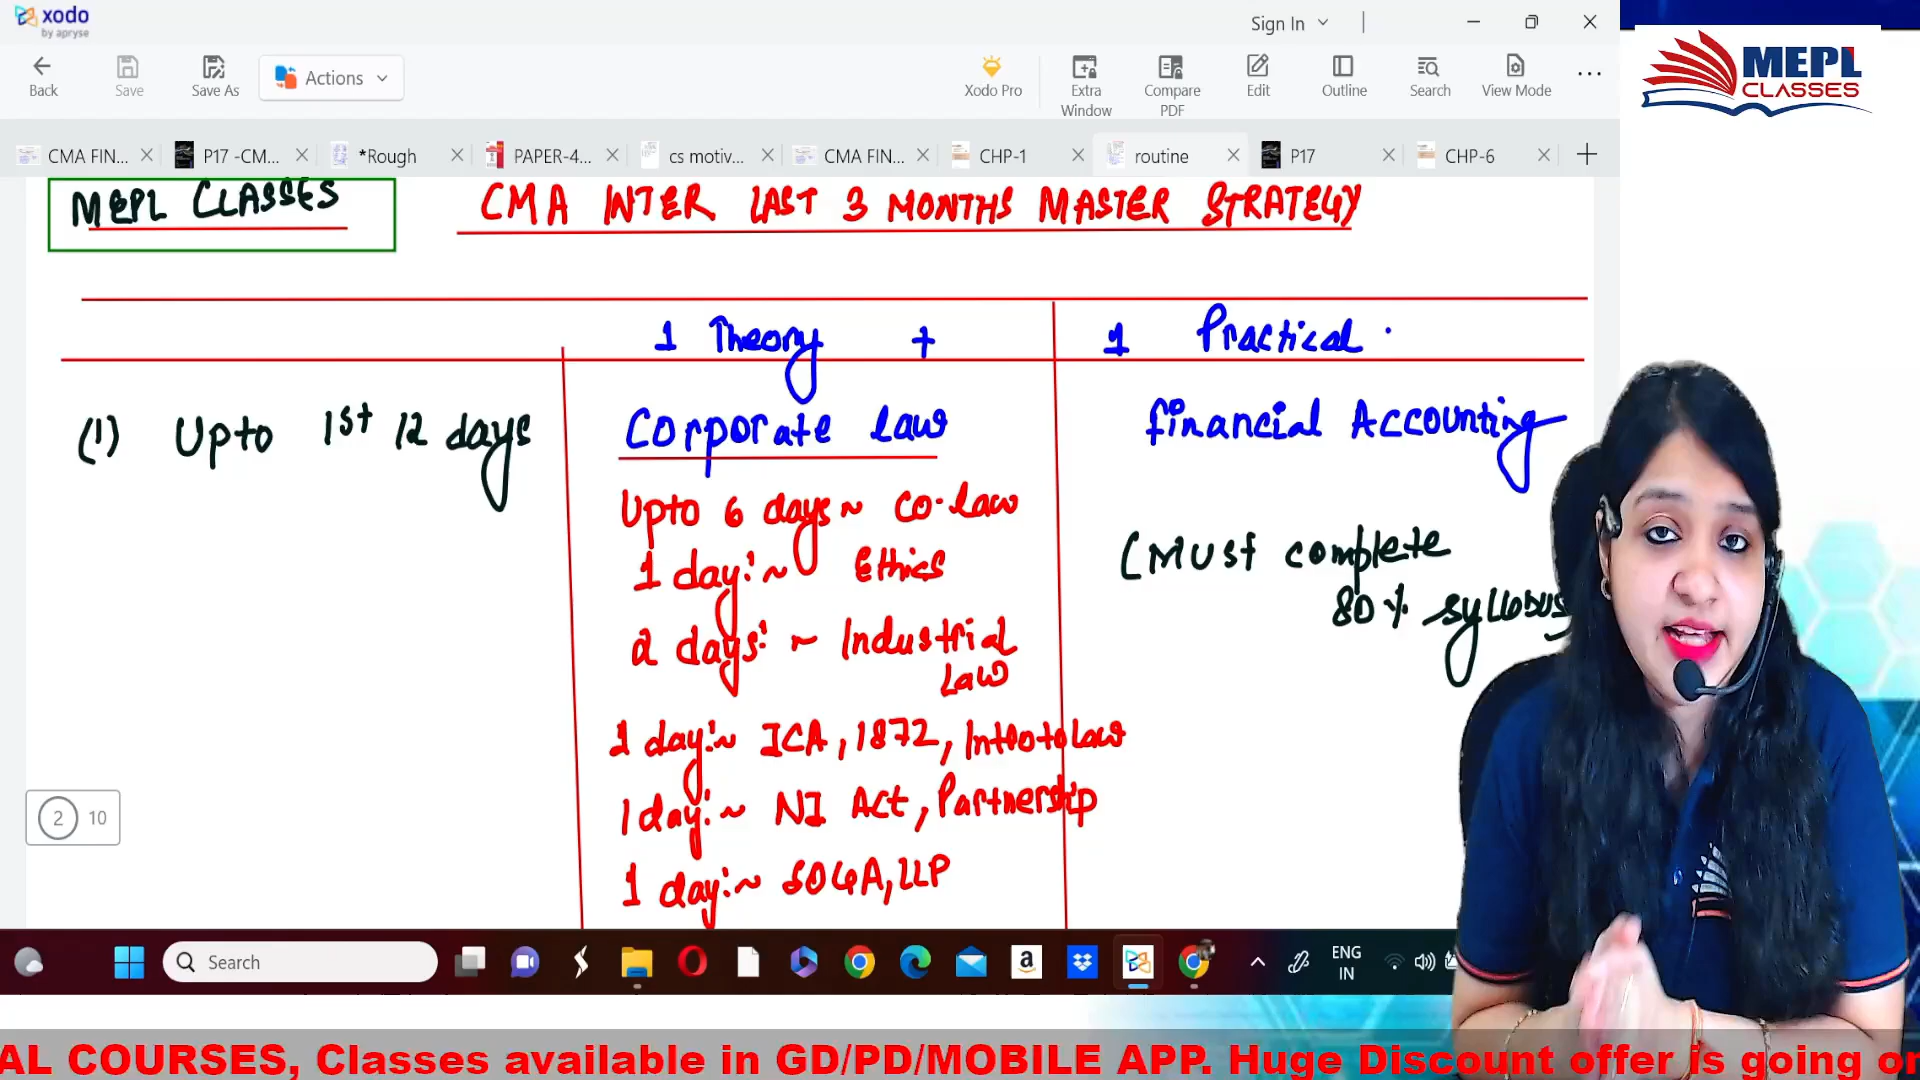 xodo
by apryse
Sign In
Back
Save
Save As
Actions
Xodo Pro
Extra Window
Compare PDF
Edit
Outline
Search
View Mode
MEPL
CLASSES
CMA FIN...
P17 -CM...
*Rough
PAPER-4...
cs motiv...
CMA FIN...
CHP-1
routine
P17
CHP-6
MEPL CLASSES
CMA INTER LAST 3 MONTHS MASTER STRATEGY
1 Theory + 1 Practical
(1) Upto 1st 12 days
Corporate Law
Financial Accounting
Upto 6 days ~ Co-law
1 day:~ Ethics
2 days:~ Industrial
Law
1 day:~ ICA, 1872, Intro to Law
1 day:~ NI Act, Partnership
1 day:~ SOGA, LLP
(Must complete
80% syllabus
2 10
Search
ENG
IN
AL COURSES, Classes available in GD/PD/MOBILE APP. Huge Discount offer is going on